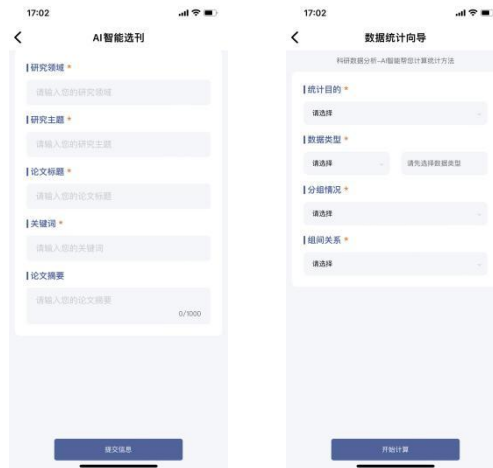 17:02
AI智能选刊
研究领域 *
请输入您的研究领域
研究主题 *
请输入您的研究主题
论文标题 *
请输入您的论文标题
关键词 *
请输入您的关键词
论文摘要
请输入您的论文摘要
0/1000
提交信息
17:02
数据统计向导
科研数据分析-AI智能帮您计算统计方法
统计目的 *
请选择
数据类型 *
请选择 请先选择数据类型
分组情况 *
请选择
组间关系 *
请选择
开始计算